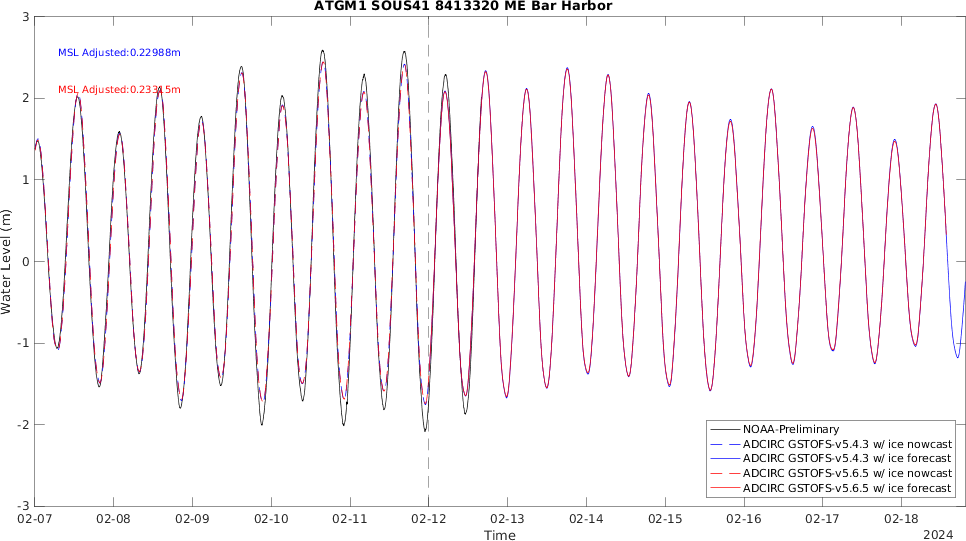 ATGM1 SOUS41 8413320 ME Bar Harbor
3
MSL Adjusted:0.22988m
MSL Adjusted:0.23315m
2
1
0
-1
-2
-3
Water Level (m)
NOAA-Preliminary
ADCIRC GSTOFS-v5.4.3 w/ ice nowcast
ADCIRC GSTOFS-v5.4.3 w/ ice forecast
ADCIRC GSTOFS-v5.6.5 w/ ice nowcast
ADCIRC GSTOFS-v5.6.5 w/ ice forecast
02-07 02-08 02-09 02-10 02-11 02-12 02-13 02-14 02-15 02-16 02-17 02-18
Time
2024